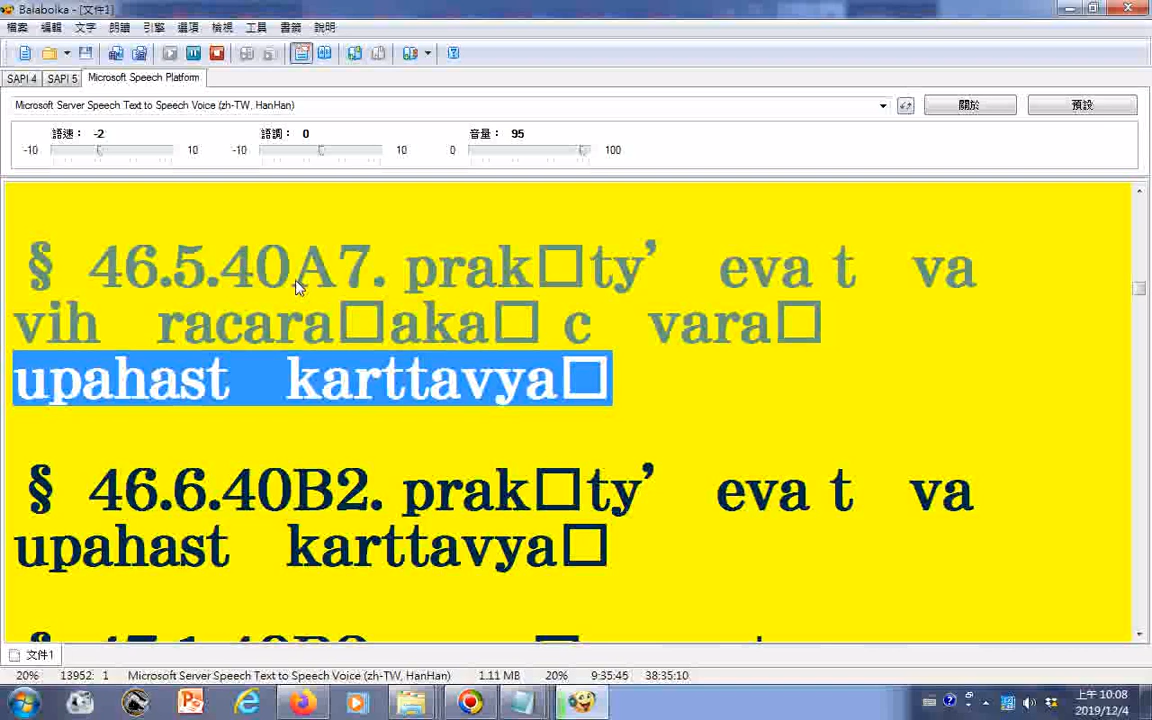 Balabolka - [文件1]
檔案 編輯 文字 朗讀 引擎 選項 檢視 工具 書籤 說明
SAPI 4 SAPI 5 Microsoft Speech Platform
Microsoft Server Speech Text to Speech Voice (zh-TW, HanHan) 關於 預設
語速： -2 語調： 0 音量： 95
-10 10 -10 10 0 100
§ 46.5.40A7. prak□ty’ eva t va
vih racara□aka□ c vara□
upahast karttavya□
§ 46.6.40B2. prak□ty’ eva t va
upahast karttavya□
文件1
20% 13952: 1 Microsoft Server Speech Text to Speech Voice (zh-TW, HanHan) 1.11 MB 20% 9:35:45 38:35:10
上午 10:08
2019/12/4